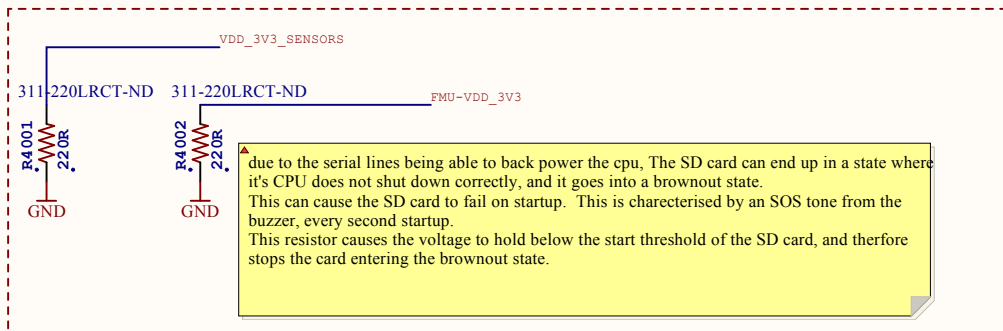 VDD_3V3_SENSORS
311-220LRCT-ND
311-220LRCT-ND
FMU-VDD_3V3
R4001
220R
R4002
220R
GND
GND
due to the serial lines being able to back power the cpu, The SD card can end up in a state where
it's CPU does not shut down correctly, and it goes into a brownout state.
This can cause the SD card to fail on startup.  This is charecterised by an SOS tone from the
buzzer, every second startup.
This resistor causes the voltage to hold below the start threshold of the SD card, and therfore
stops the card entering the brownout state.